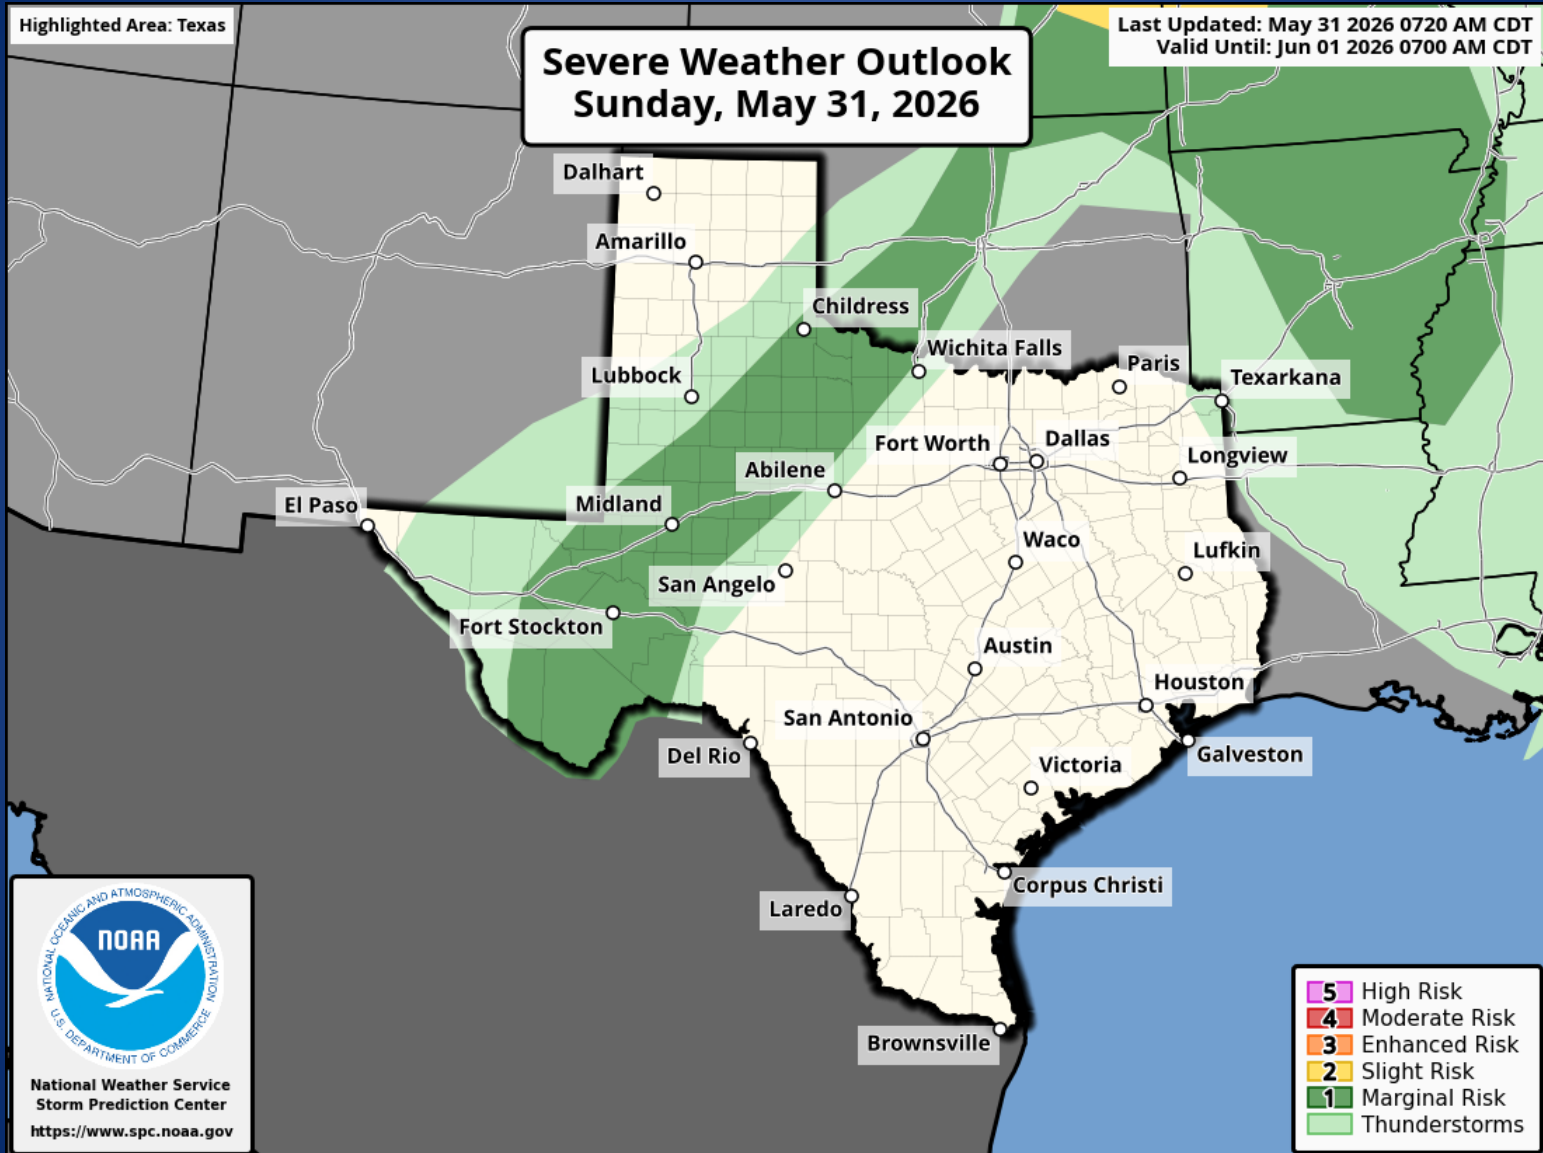 Highlighted Area: Texas
Severe Weather Outlook
Sunday, May 31, 2026
Last Updated: May 31 2026 0720 AM CDT
Valid Until: Jun 01 2026 0700 AM CDT
Dalhart
Amarillo
Childress
Wichita Falls
Paris
Lubbock
Texarkana
Fort Worth
Dallas
Longview
Abilene
El Paso
Midland
Waco
Lufkin
San Angelo
Fort Stockton
Austin
Houston
San Antonio
Del Rio
Galveston
Victoria
Corpus Christi
Laredo
Brownsville
NATIONAL OCEANIC AND ATMOSPHERIC ADMINISTRATION
NOAA
U.S. DEPARTMENT OF COMMERCE
National Weather Service
Storm Prediction Center
https://www.spc.noaa.gov
5 High Risk
4 Moderate Risk
3 Enhanced Risk
2 Slight Risk
1 Marginal Risk
Thunderstorms